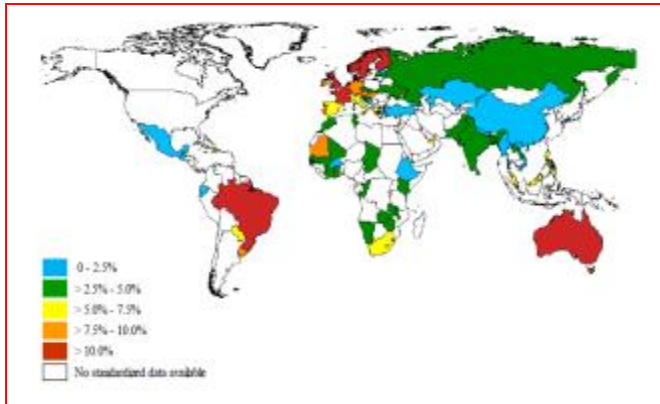 0 - 2.5%
> 2.5% - 5.0%
> 5.0% - 7.5%
> 7.5% - 10.0%
> 10.0%
No standardized data available